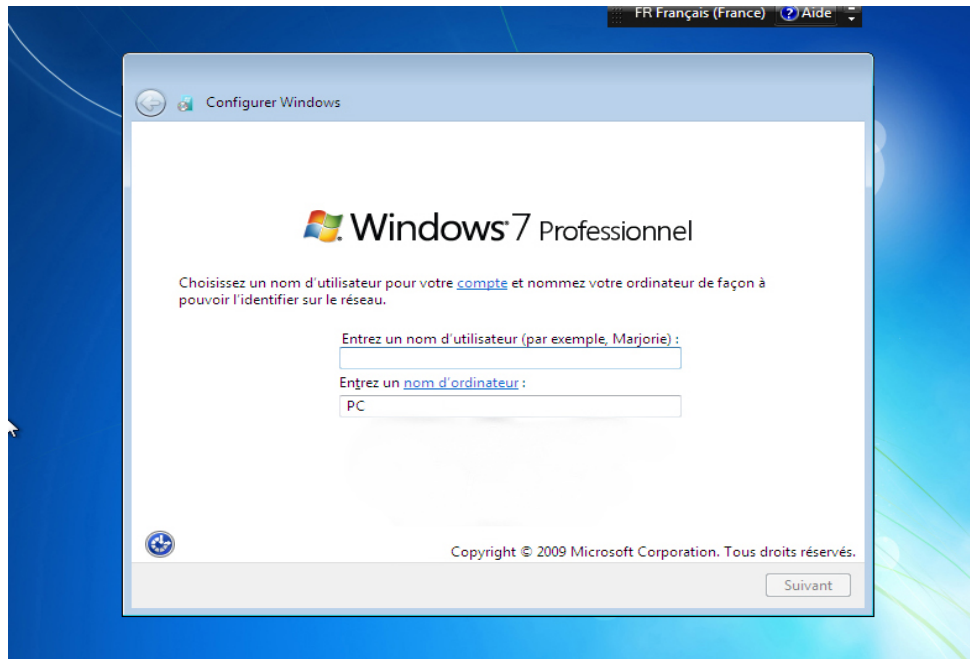 FR Français (France) ? Aide
Configurer Windows
Windows 7 Professionnel
Choisissez un nom d'utilisateur pour votre compte et nommez votre ordinateur de façon à
pouvoir l'identifier sur le réseau.
Entrez un nom d'utilisateur (par exemple, Marjorie) :
Entrez un nom d'ordinateur :
PC
Copyright © 2009 Microsoft Corporation. Tous droits réservés.
Suivant